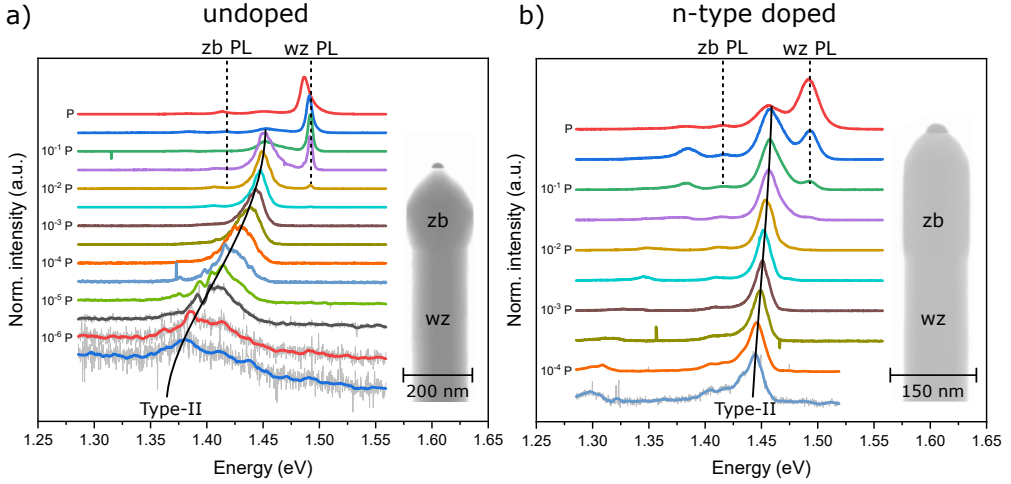 a)
undoped
zb PL
wz PL
P
10⁻¹ P
10⁻² P
10⁻³ P
10⁻⁴ P
10⁻⁵ P
10⁻⁶ P
Norm. intensity (a.u.)
zb
wz
200 nm
Type-II
1.25 1.30 1.35 1.40 1.45 1.50 1.55 1.60 1.65
Energy (eV)
b)
n-type doped
zb PL
wz PL
P
10⁻¹ P
10⁻² P
10⁻³ P
10⁻⁴ P
Norm. intensity (a.u.)
zb
wz
150 nm
Type-II
1.25 1.30 1.35 1.40 1.45 1.50 1.55 1.60 1.65
Energy (eV)